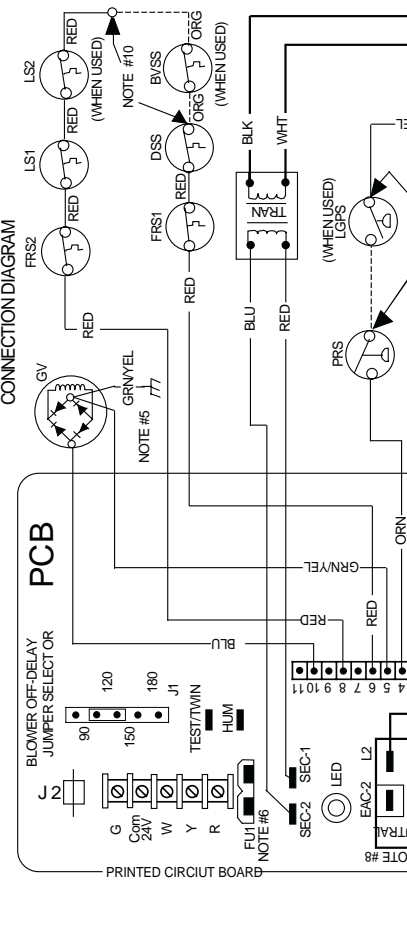 CONNECTION DIAGRAM
LS2
RED
RED
(WHEN USED)
LS1
RED
FRS2
RED
NOTE #10
ORG
BVSS
(WHEN USED)
ORG
DSS
RED
FRS1
RED
BLK
WHT
TRAN
BLU
RED
(WHEN USED)
LGPS
PRS
GV
GRN/YEL
NOTE #5
PCB
ORN
GRN/YEL
RED
RED
BLU
BLOWER OFF-DELAY
JUMPER SELECTOR
90
120
150
180
J1
TEST/TWIN
HUM
11
10
9
8
7
6
5
4
J2
G
Com
24V
W
Y
R
FU1
NOTE #6
SEC-1
SEC-2
LED
L2
EAC-2
PRINTED CIRCIUT BOARD